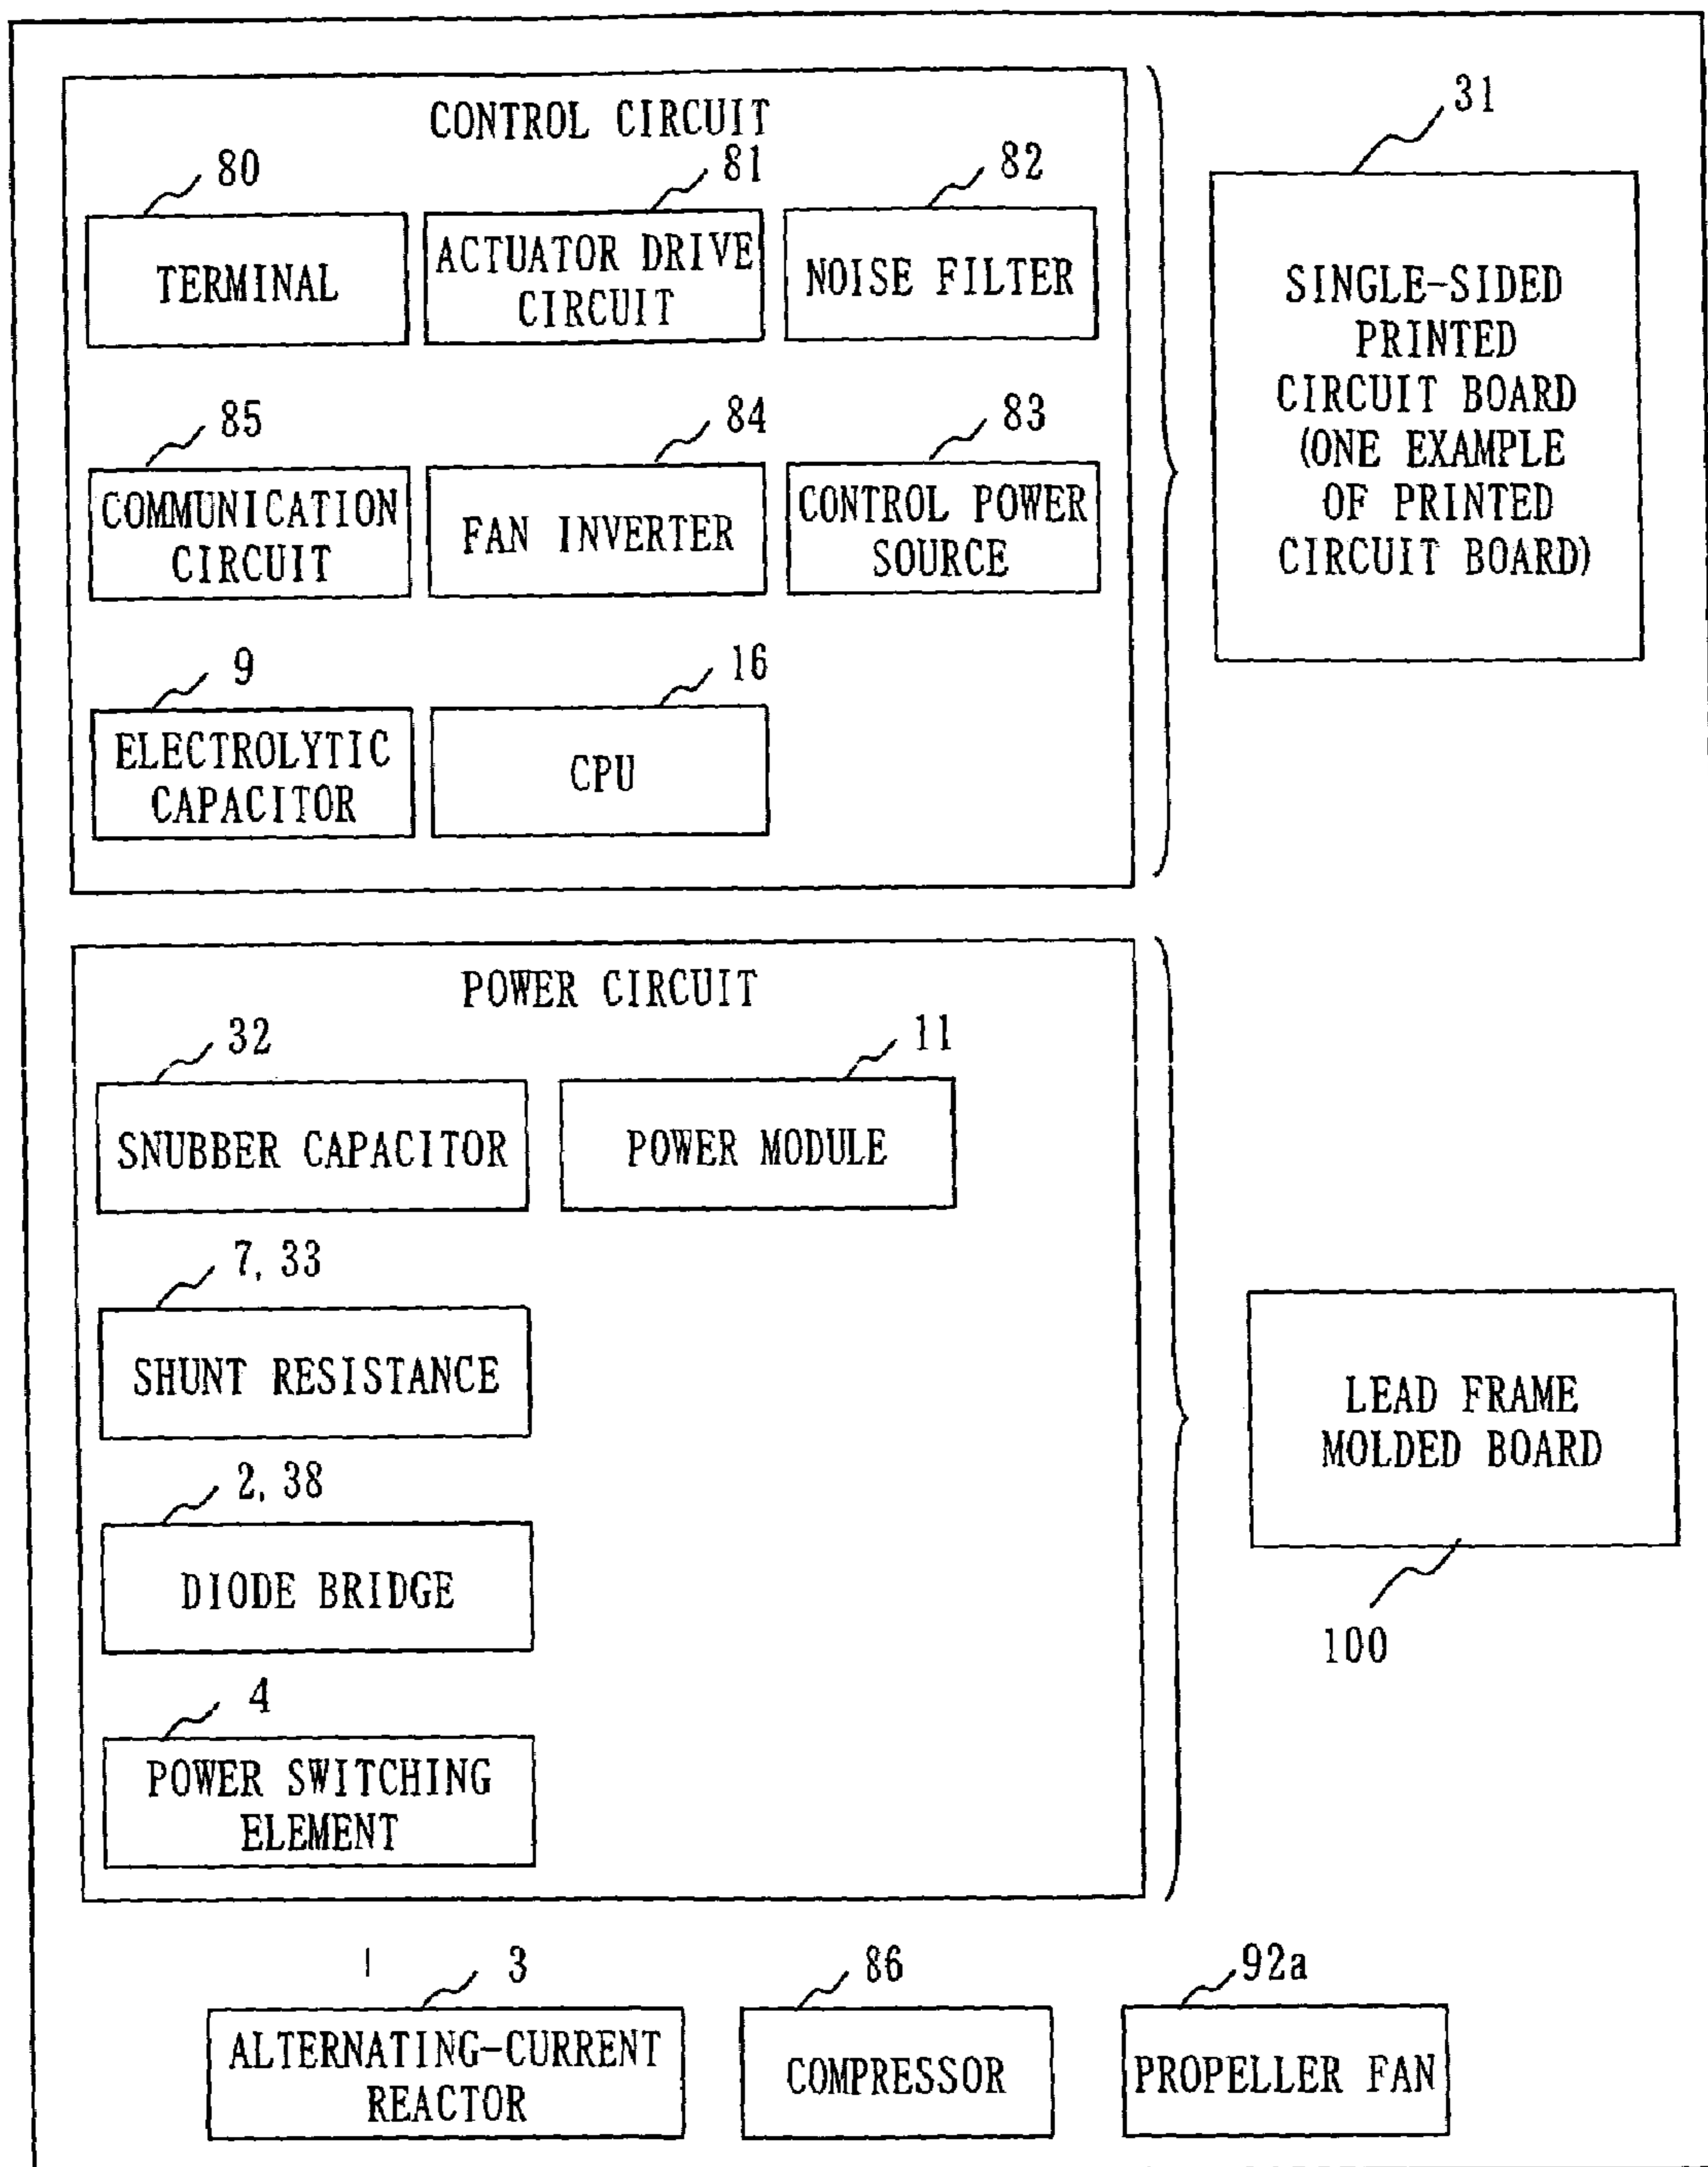 CONTROL CIRCUIT
80
81
82
TERMINAL
ACTUATOR DRIVE
CIRCUIT
NOISE FILTER
85
84
83
COMMUNICATION
CIRCUIT
FAN INVERTER
CONTROL POWER
SOURCE
9
16
ELECTROLYTIC
CAPACITOR
CPU
31
SINGLE-SIDED
PRINTED
CIRCUIT BOARD
(ONE EXAMPLE
OF PRINTED
CIRCUIT BOARD)
POWER CIRCUIT
32
11
SNUBBER CAPACITOR
POWER MODULE
7, 33
SHUNT RESISTANCE
2, 38
DIODE BRIDGE
4
POWER SWITCHING
ELEMENT
LEAD FRAME
MOLDED BOARD
100
3
86
92a
ALTERNATING-CURRENT
REACTOR
COMPRESSOR
PROPELLER FAN